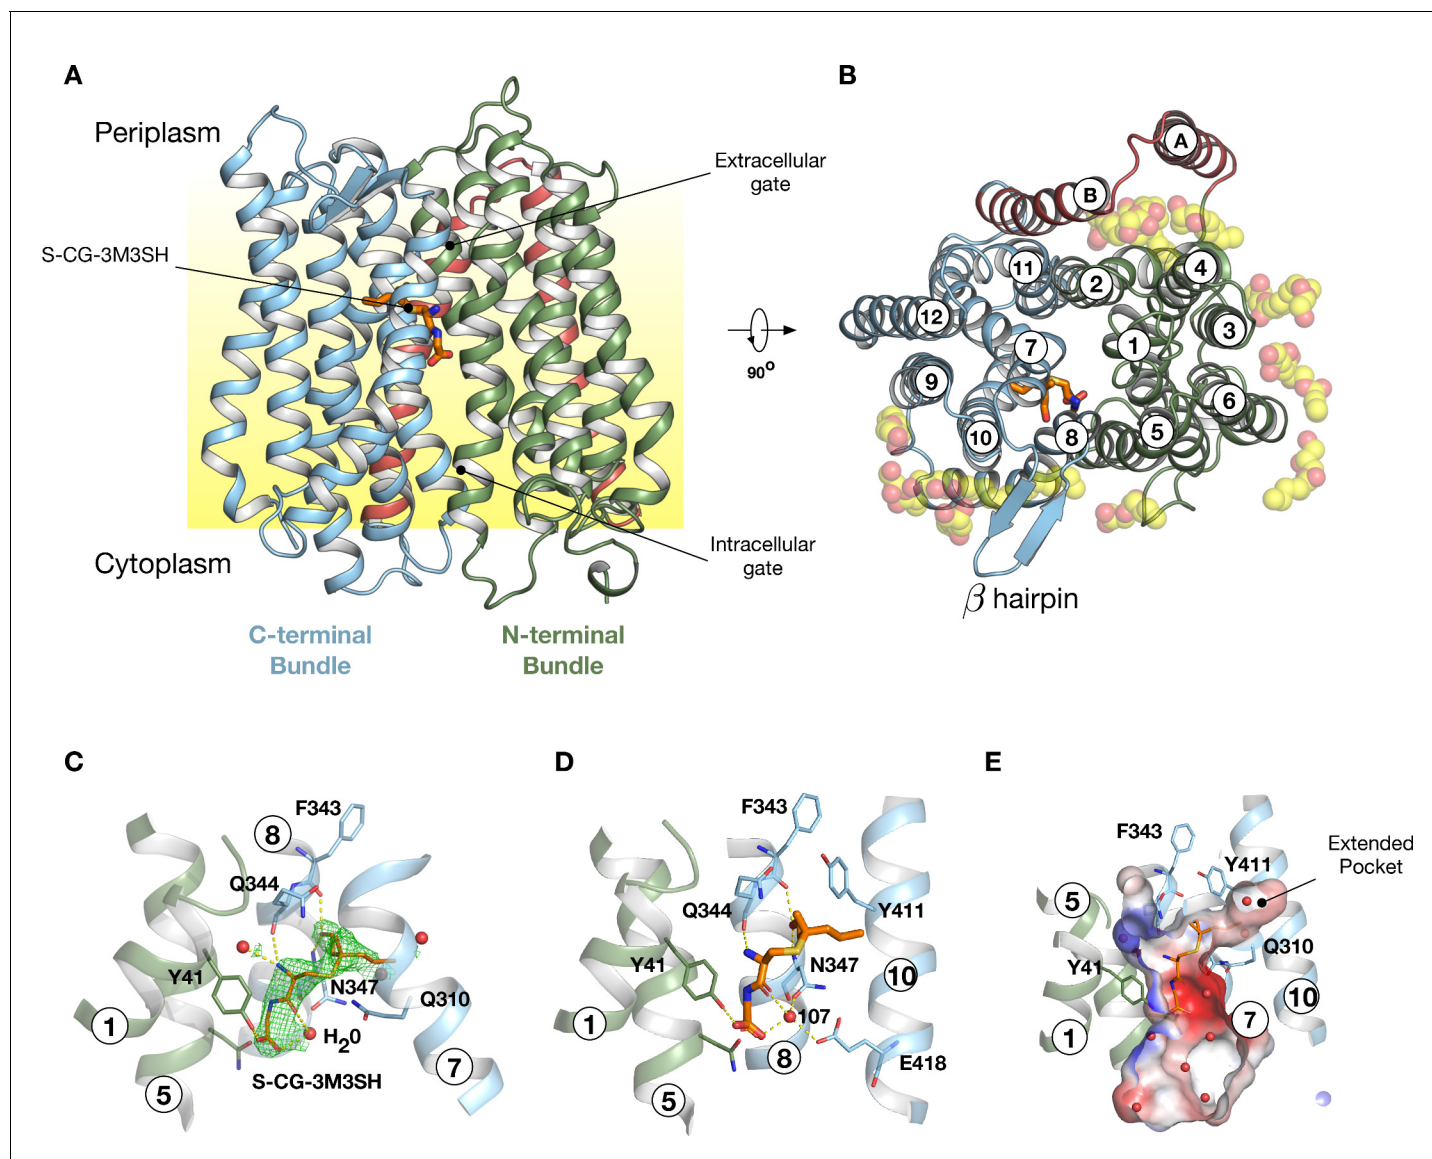 A
Periplasm
S-CG-3M3SH
Extracellular
gate
Intracellular
gate
Cytoplasm
C-terminal
Bundle
N-terminal
Bundle
90o
B
A
B
11
2
4
12
7
1
3
9
6
10
8
5
β hairpin
C
F343
8
Q344
Y41
N347
Q310
1
H20
7
S-CG-3M3SH
5
D
F343
Q344
Y411
Y41
N347
10
107
1
8
E418
5
E
F343
Extended
Pocket
Y411
5
Q310
Y41
10
7
1